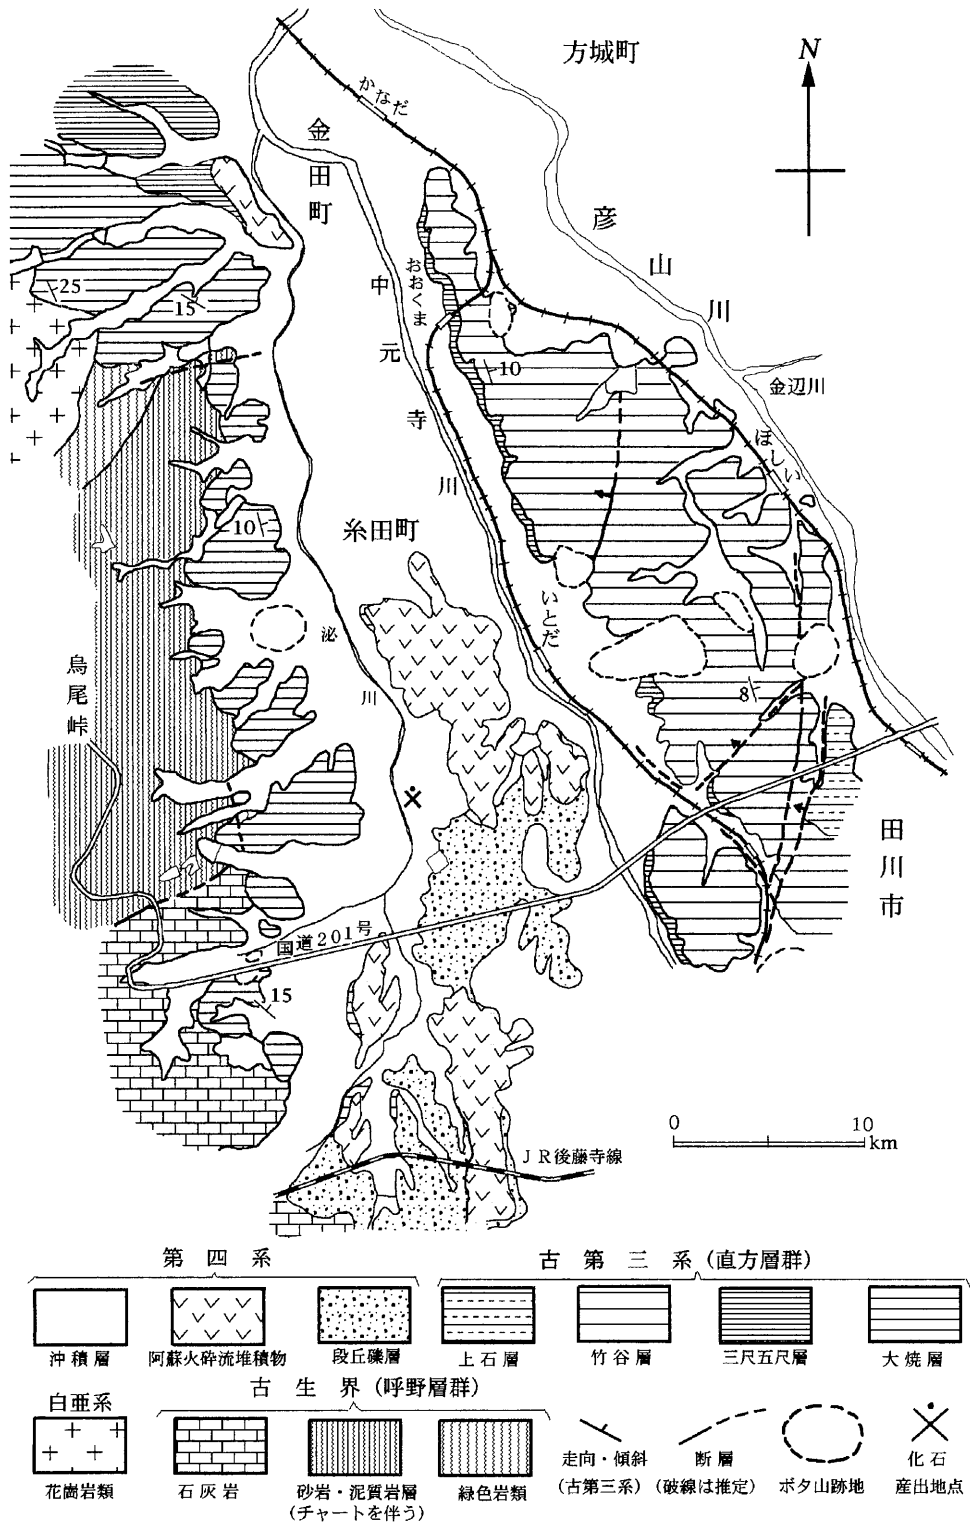 方城町
N
かなだ
金田町
彦山川
おおくま
中元寺川
25
15
10
金辺川
ほしい
10
糸田町
いとだ
泌川
烏尾峠
8
田川市
国道201号
15
0 10
km
JR後藤寺線
第四系
古第三系(直方層群)
沖積層
阿蘇火砕流堆積物
段丘礫層
上石層
竹谷層
三尺五尺層
大焼層
古生界(呼野層群)
白亜系
花崗岩類
石灰岩
砂岩・泥質岩層
(チャートを伴う)
緑色岩類
走向・傾斜
(古第三系)
断層
(破線は推定)
ボタ山跡地
化石
産出地点